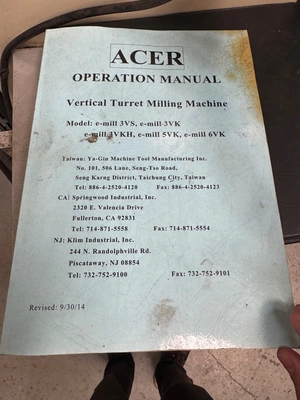 ACER
OPERATION MANUAL
Vertical Turret Milling Machine
Model: e-mill 3VS, e-mill-3VK
e-mill 3VKH, e-mill 5VK, e-mill 6VK
Taiwan: Ya-Gin Machine Tool Manufacturing Inc.
No. 101, 506 Lane, Seng-Tso Road,
Seng Karng District, Taichung City, Taiwan
Tel: 886-4-2520-4120 Fax: 886-4-2520-4123
CA: Springwood Industrial, Inc.
2320 E. Valencia Drive
Fullerton, CA 92831
Tel: 714-871-5558 Fax: 714-871-5554
NJ: Klim Industrial, Inc.
244 N. Randolphville Rd.
Piscataway, NJ 08854
Tel: 732-752-9100 Fax: 732-752-9101
Revised: 9/30/14